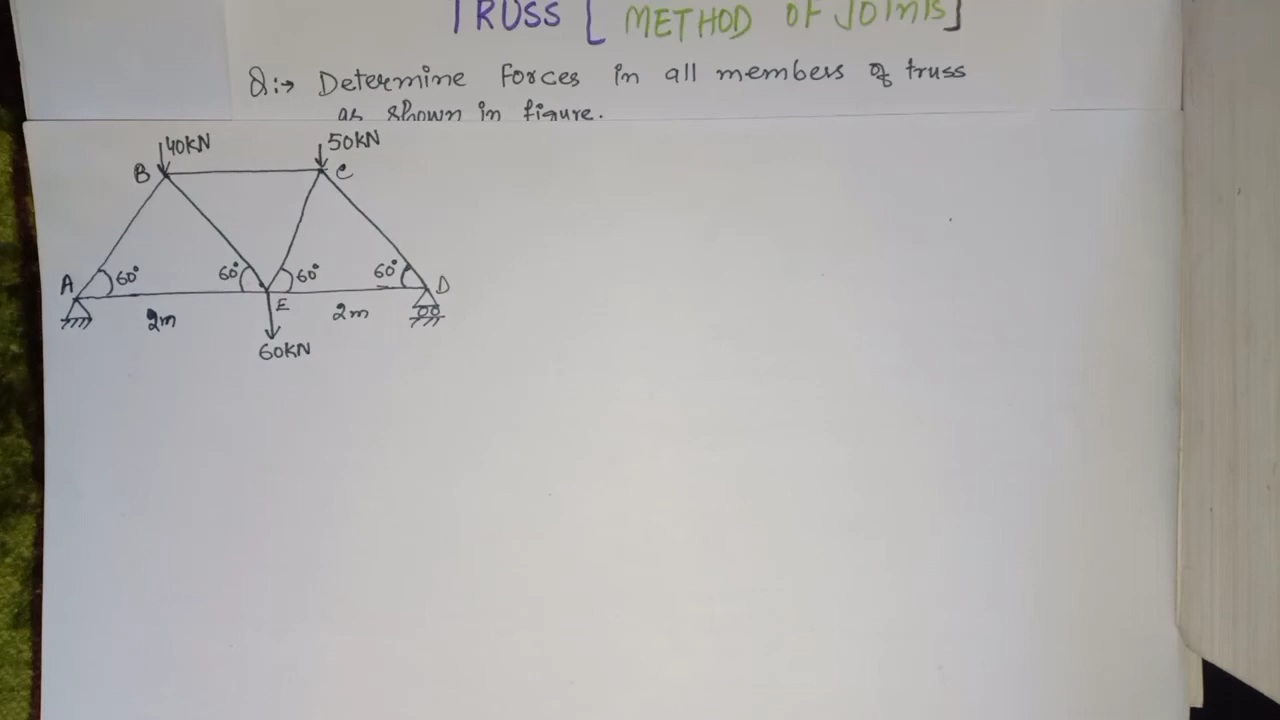 TRUSS [ METHOD OF JOINTS]
Q:→ Determine forces in all members of truss
as shown in figure.
40KN
50KN
B
C
A
60°
60°
60°
60°
D
E
2m
2m
60KN